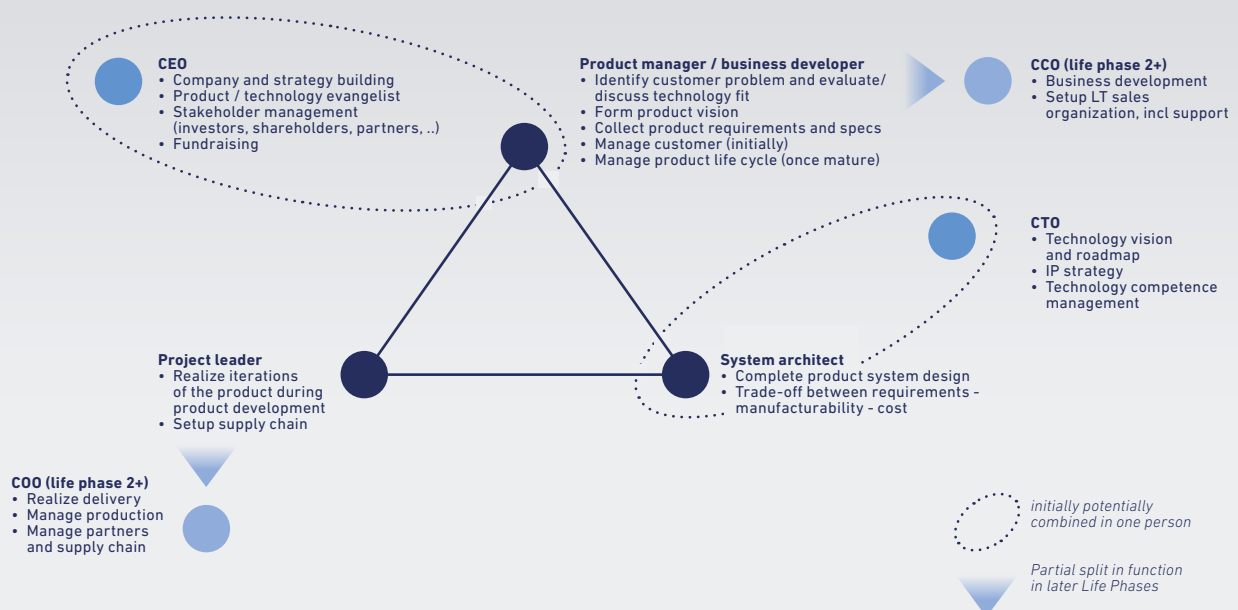 CEO
• Company and strategy building
• Product / technology evangelist
• Stakeholder management
(investors, shareholders, partners, ..)
• Fundraising
Product manager / business developer
• Identify customer problem and evaluate/
discuss technology fit
• Form product vision
• Collect product requirements and specs
• Manage customer (initially)
• Manage product life cycle (once mature)
CCO (life phase 2+)
• Business development
• Setup LT sales
organization, incl support
CTO
• Technology vision
and roadmap
• IP strategy
• Technology competence
management
Project leader
• Realize iterations
of the product during
product development
• Setup supply chain
System architect
• Complete product system design
• Trade-off between requirements -
manufacturability - cost
COO (life phase 2+)
• Realize delivery
• Manage production
• Manage partners
and supply chain
initially potentially
combined in one person
Partial split in function
in later Life Phases